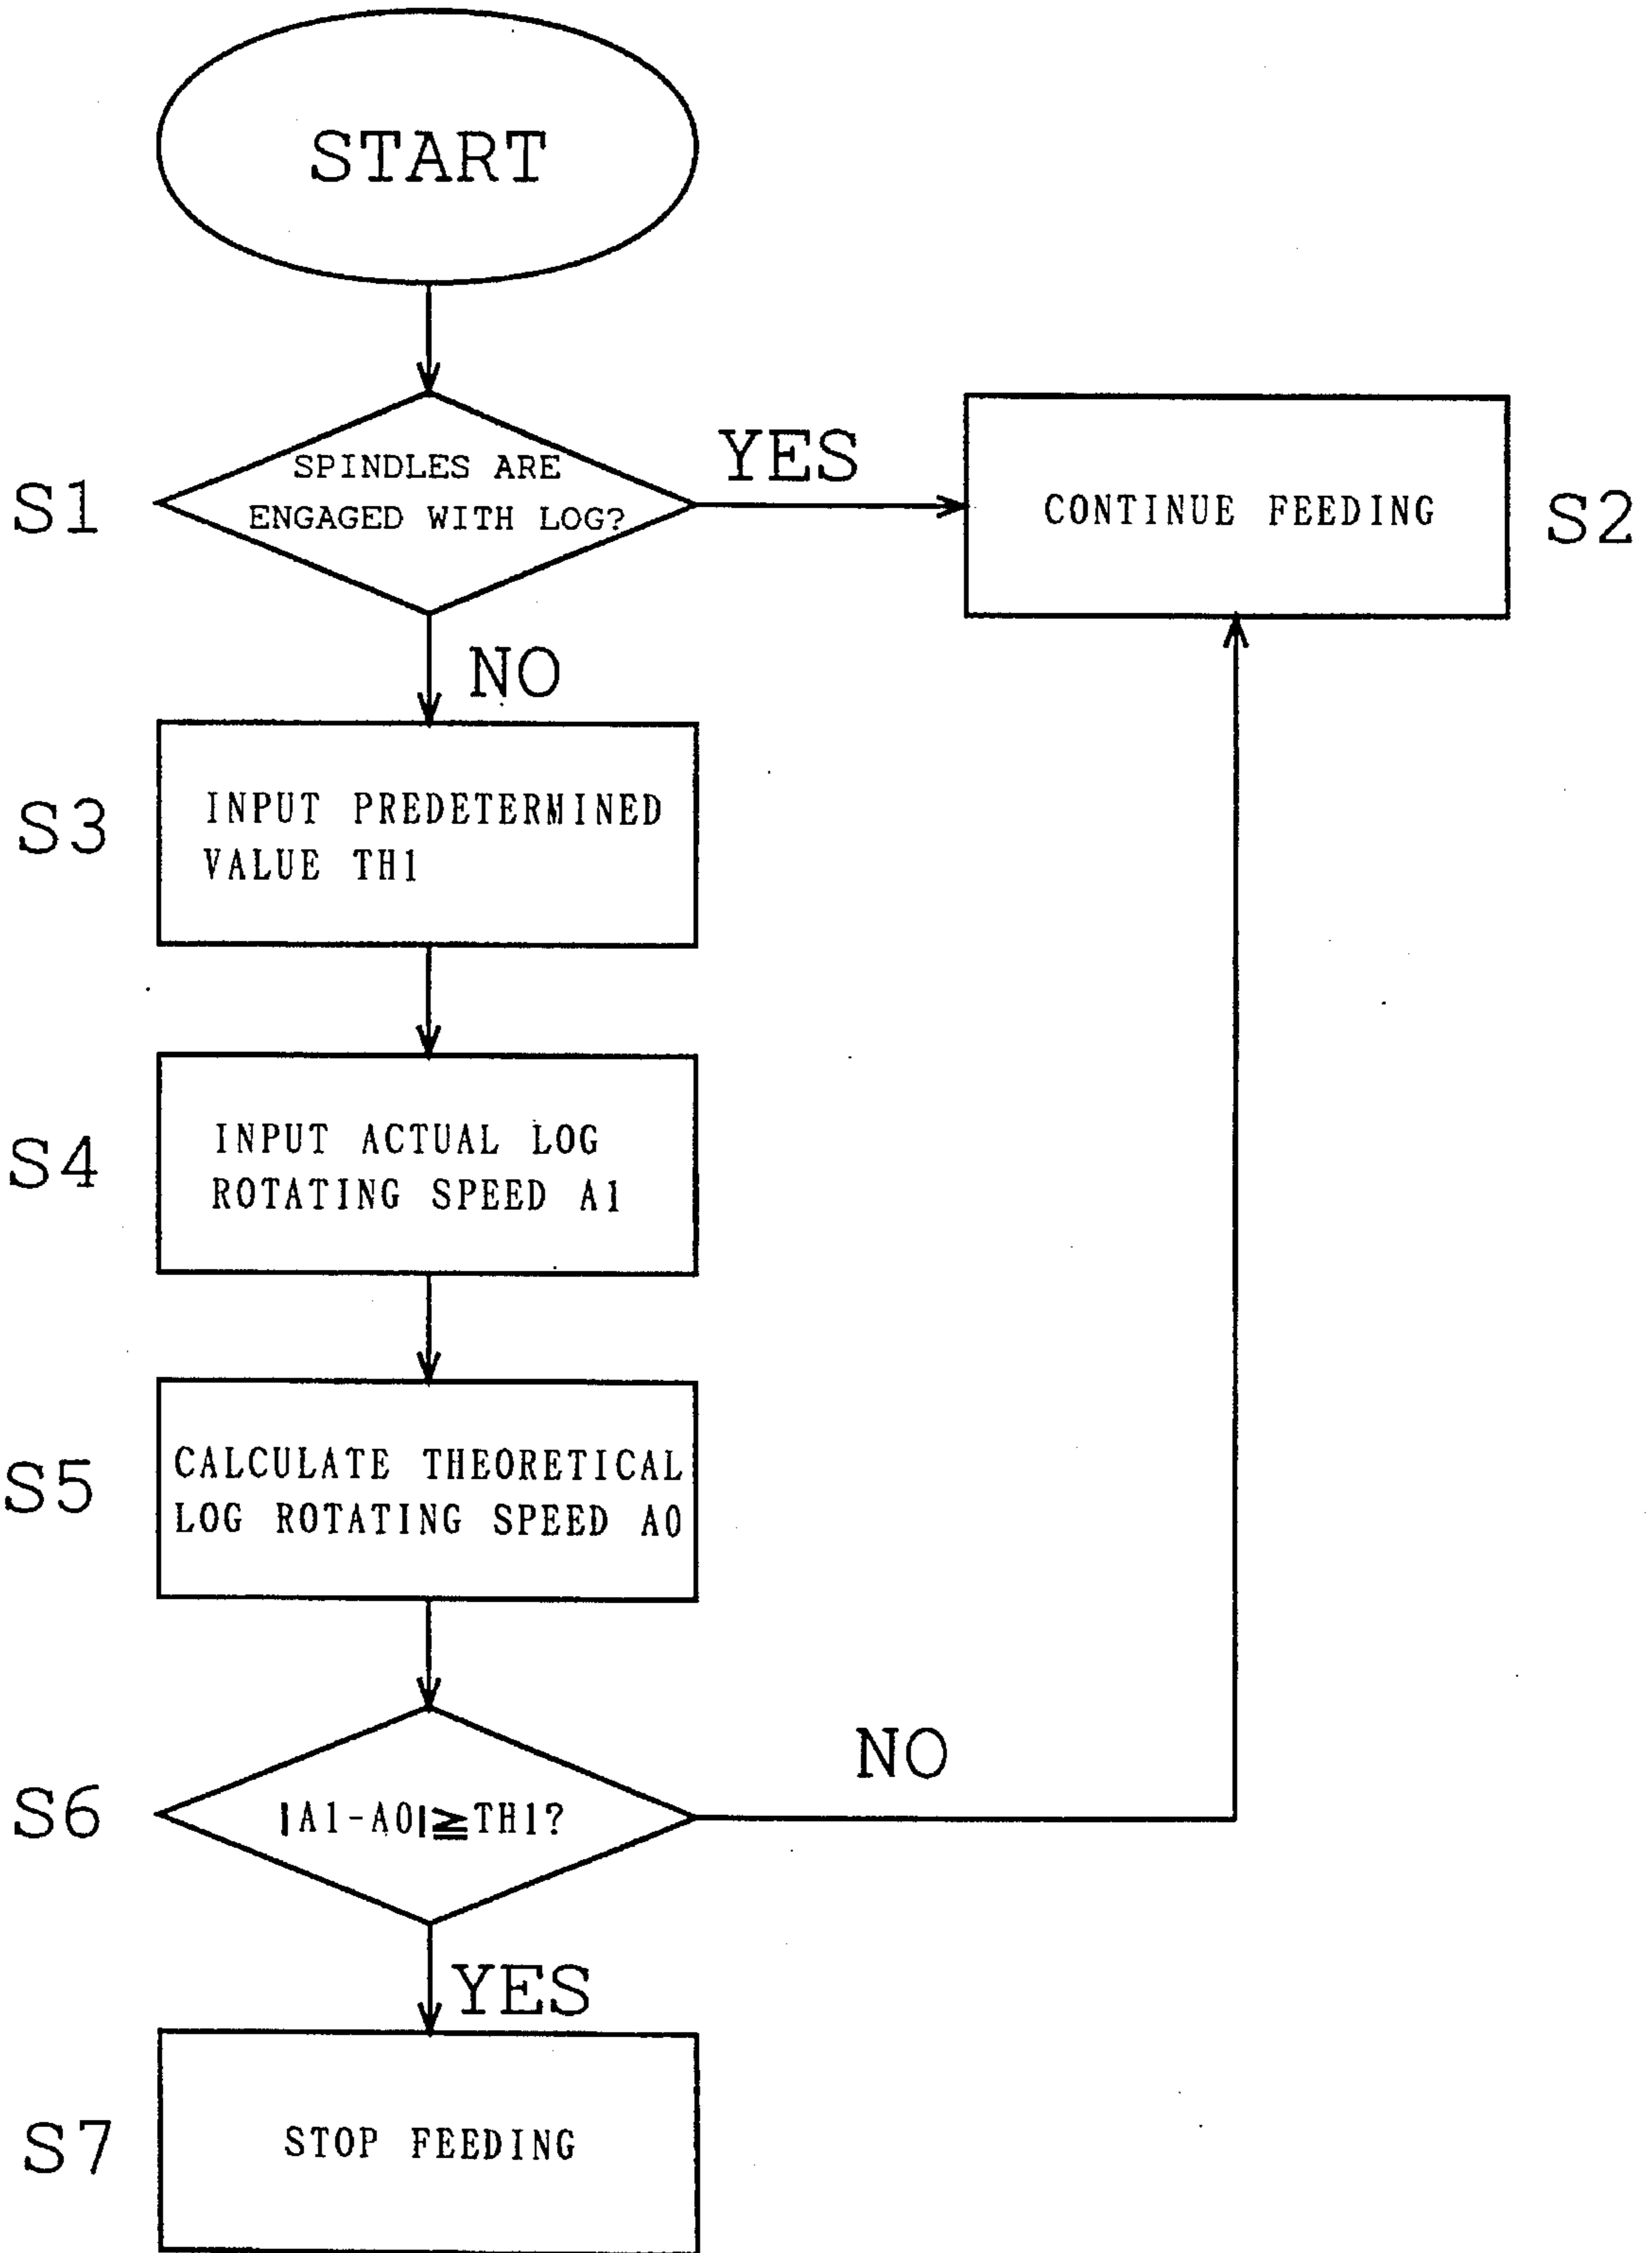 START
S1
SPINDLES ARE
ENGAGED WITH LOG?
YES
CONTINUE FEEDING
S2
NO
S3
INPUT PREDETERMINED
VALUE TH1
S4
INPUT ACTUAL LOG
ROTATING SPEED A1
S5
CALCULATE THEORETICAL
LOG ROTATING SPEED A0
S6
|A1-A0|≧TH1?
NO
YES
S7
STOP FEEDING